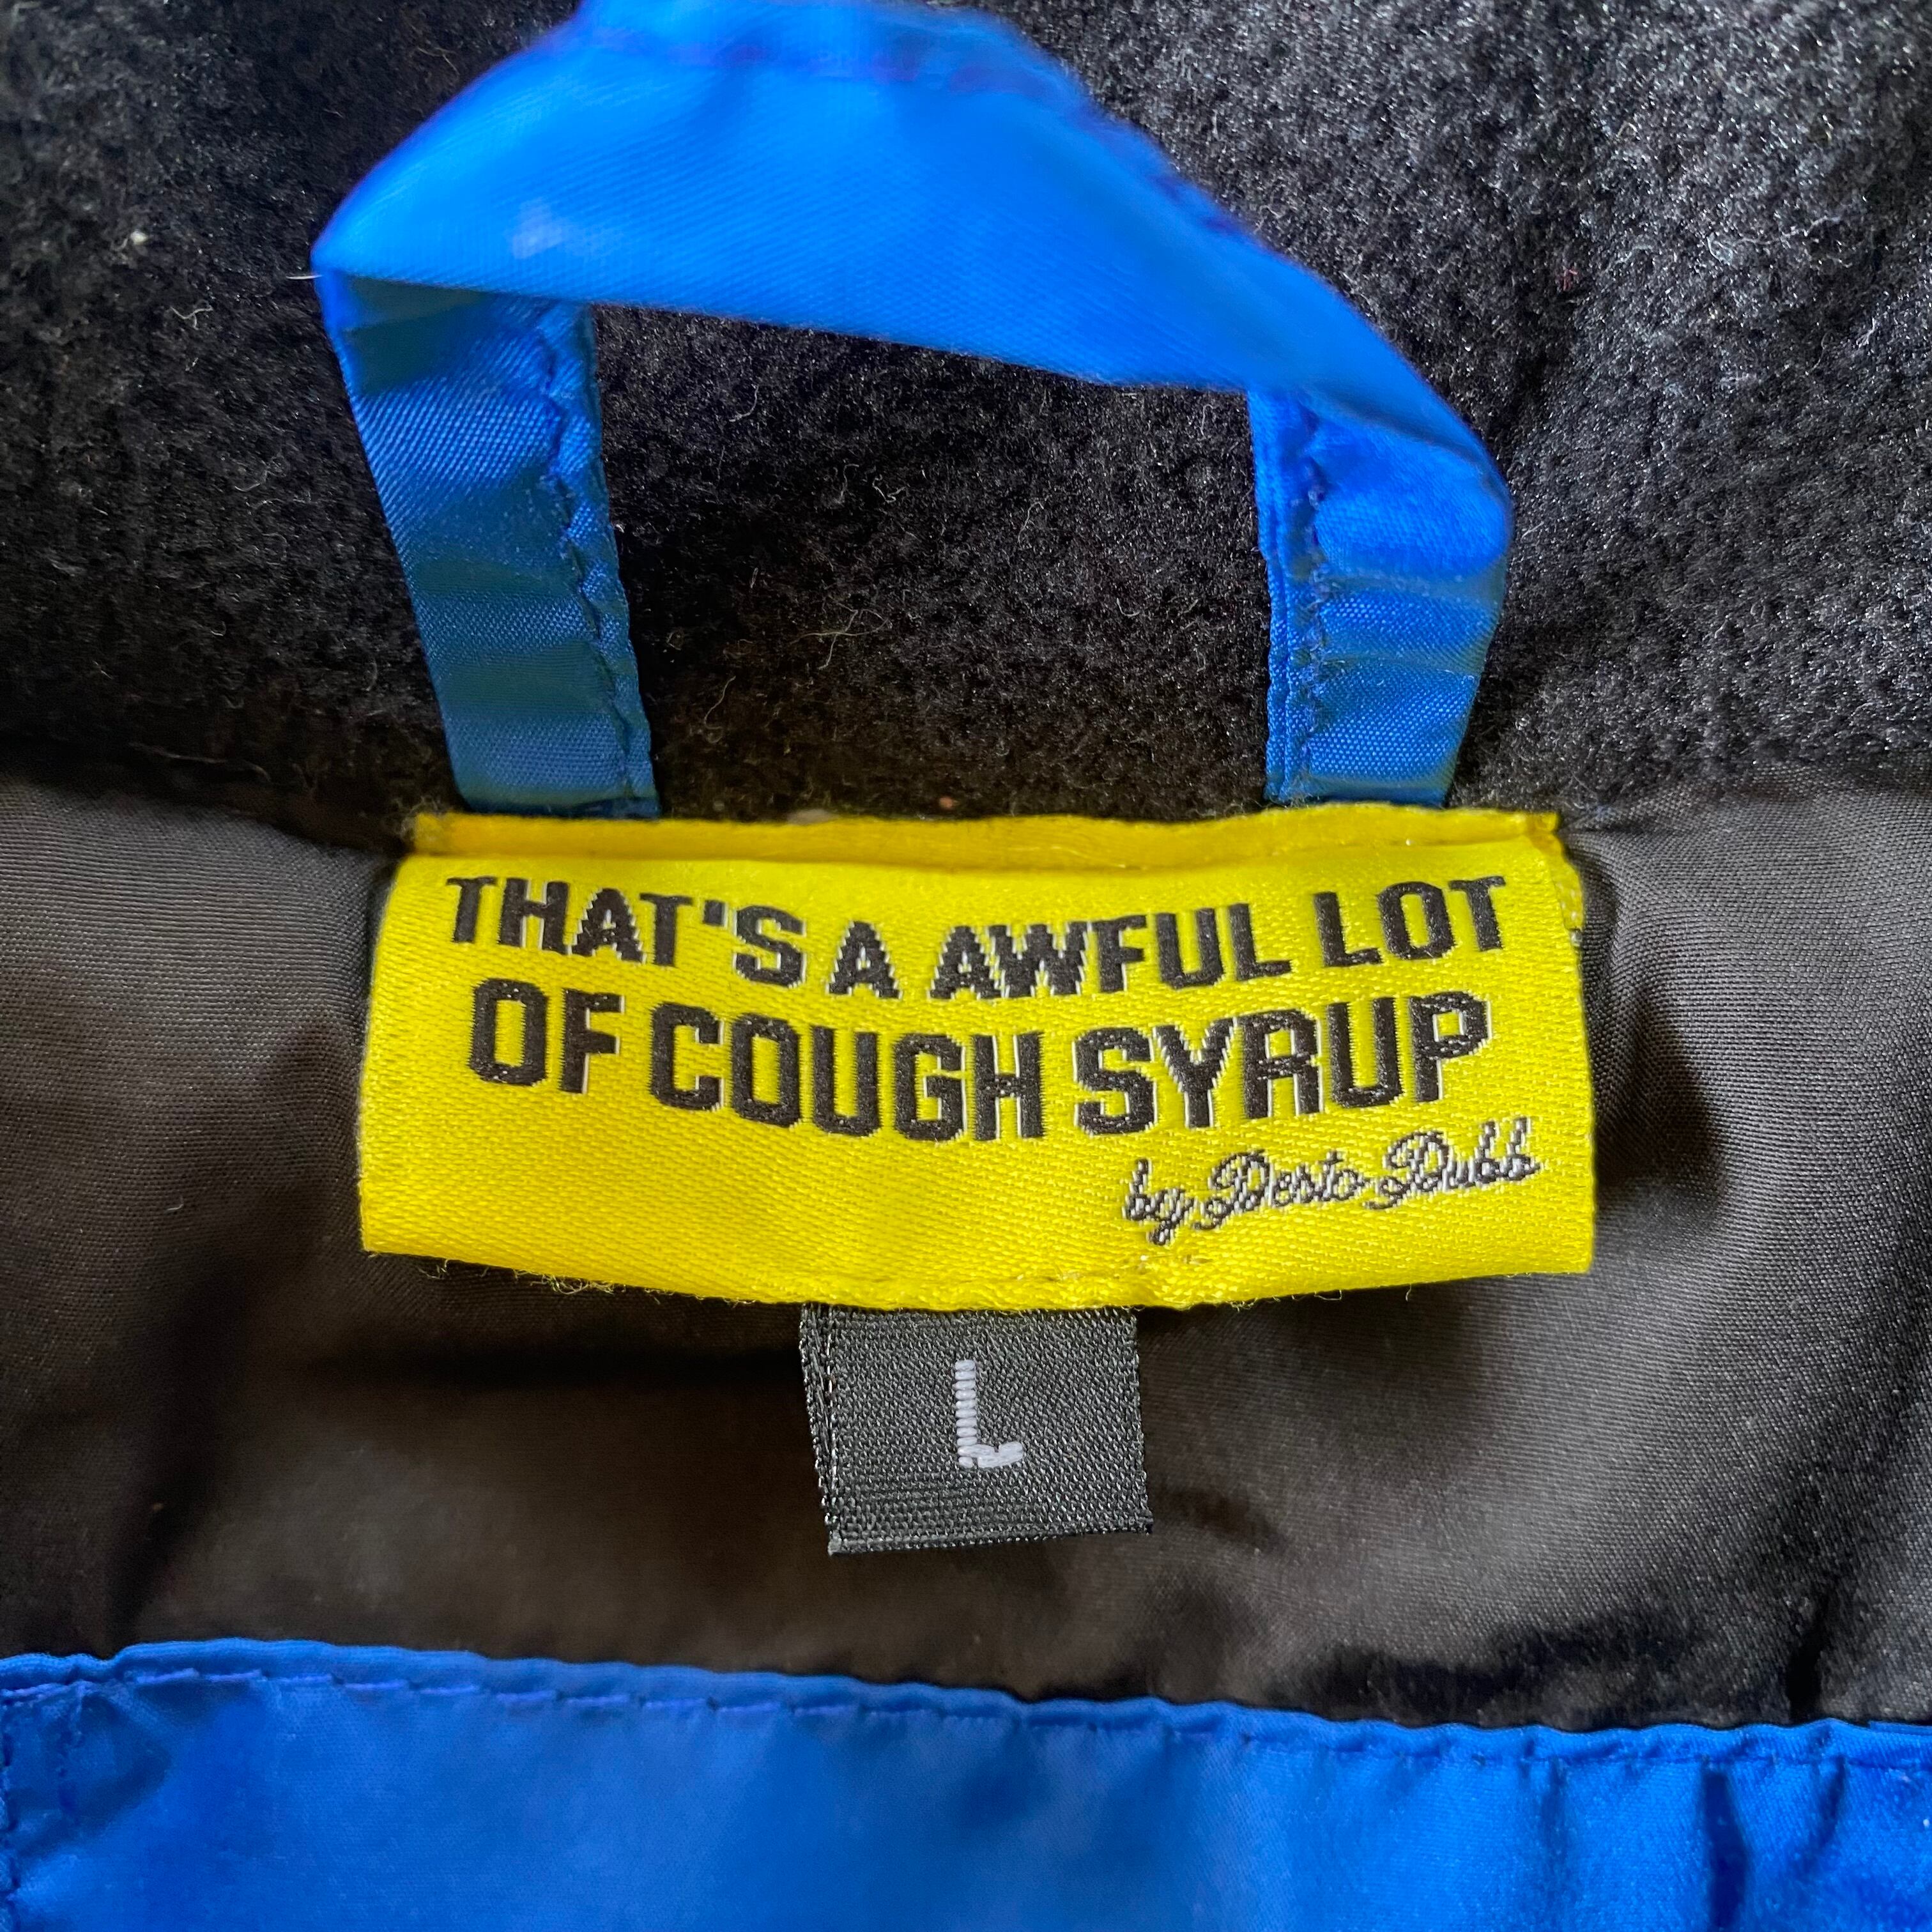 THAT'S A AWFUL LOT
OF COUGH SYRUP
by Desto Dubb
L